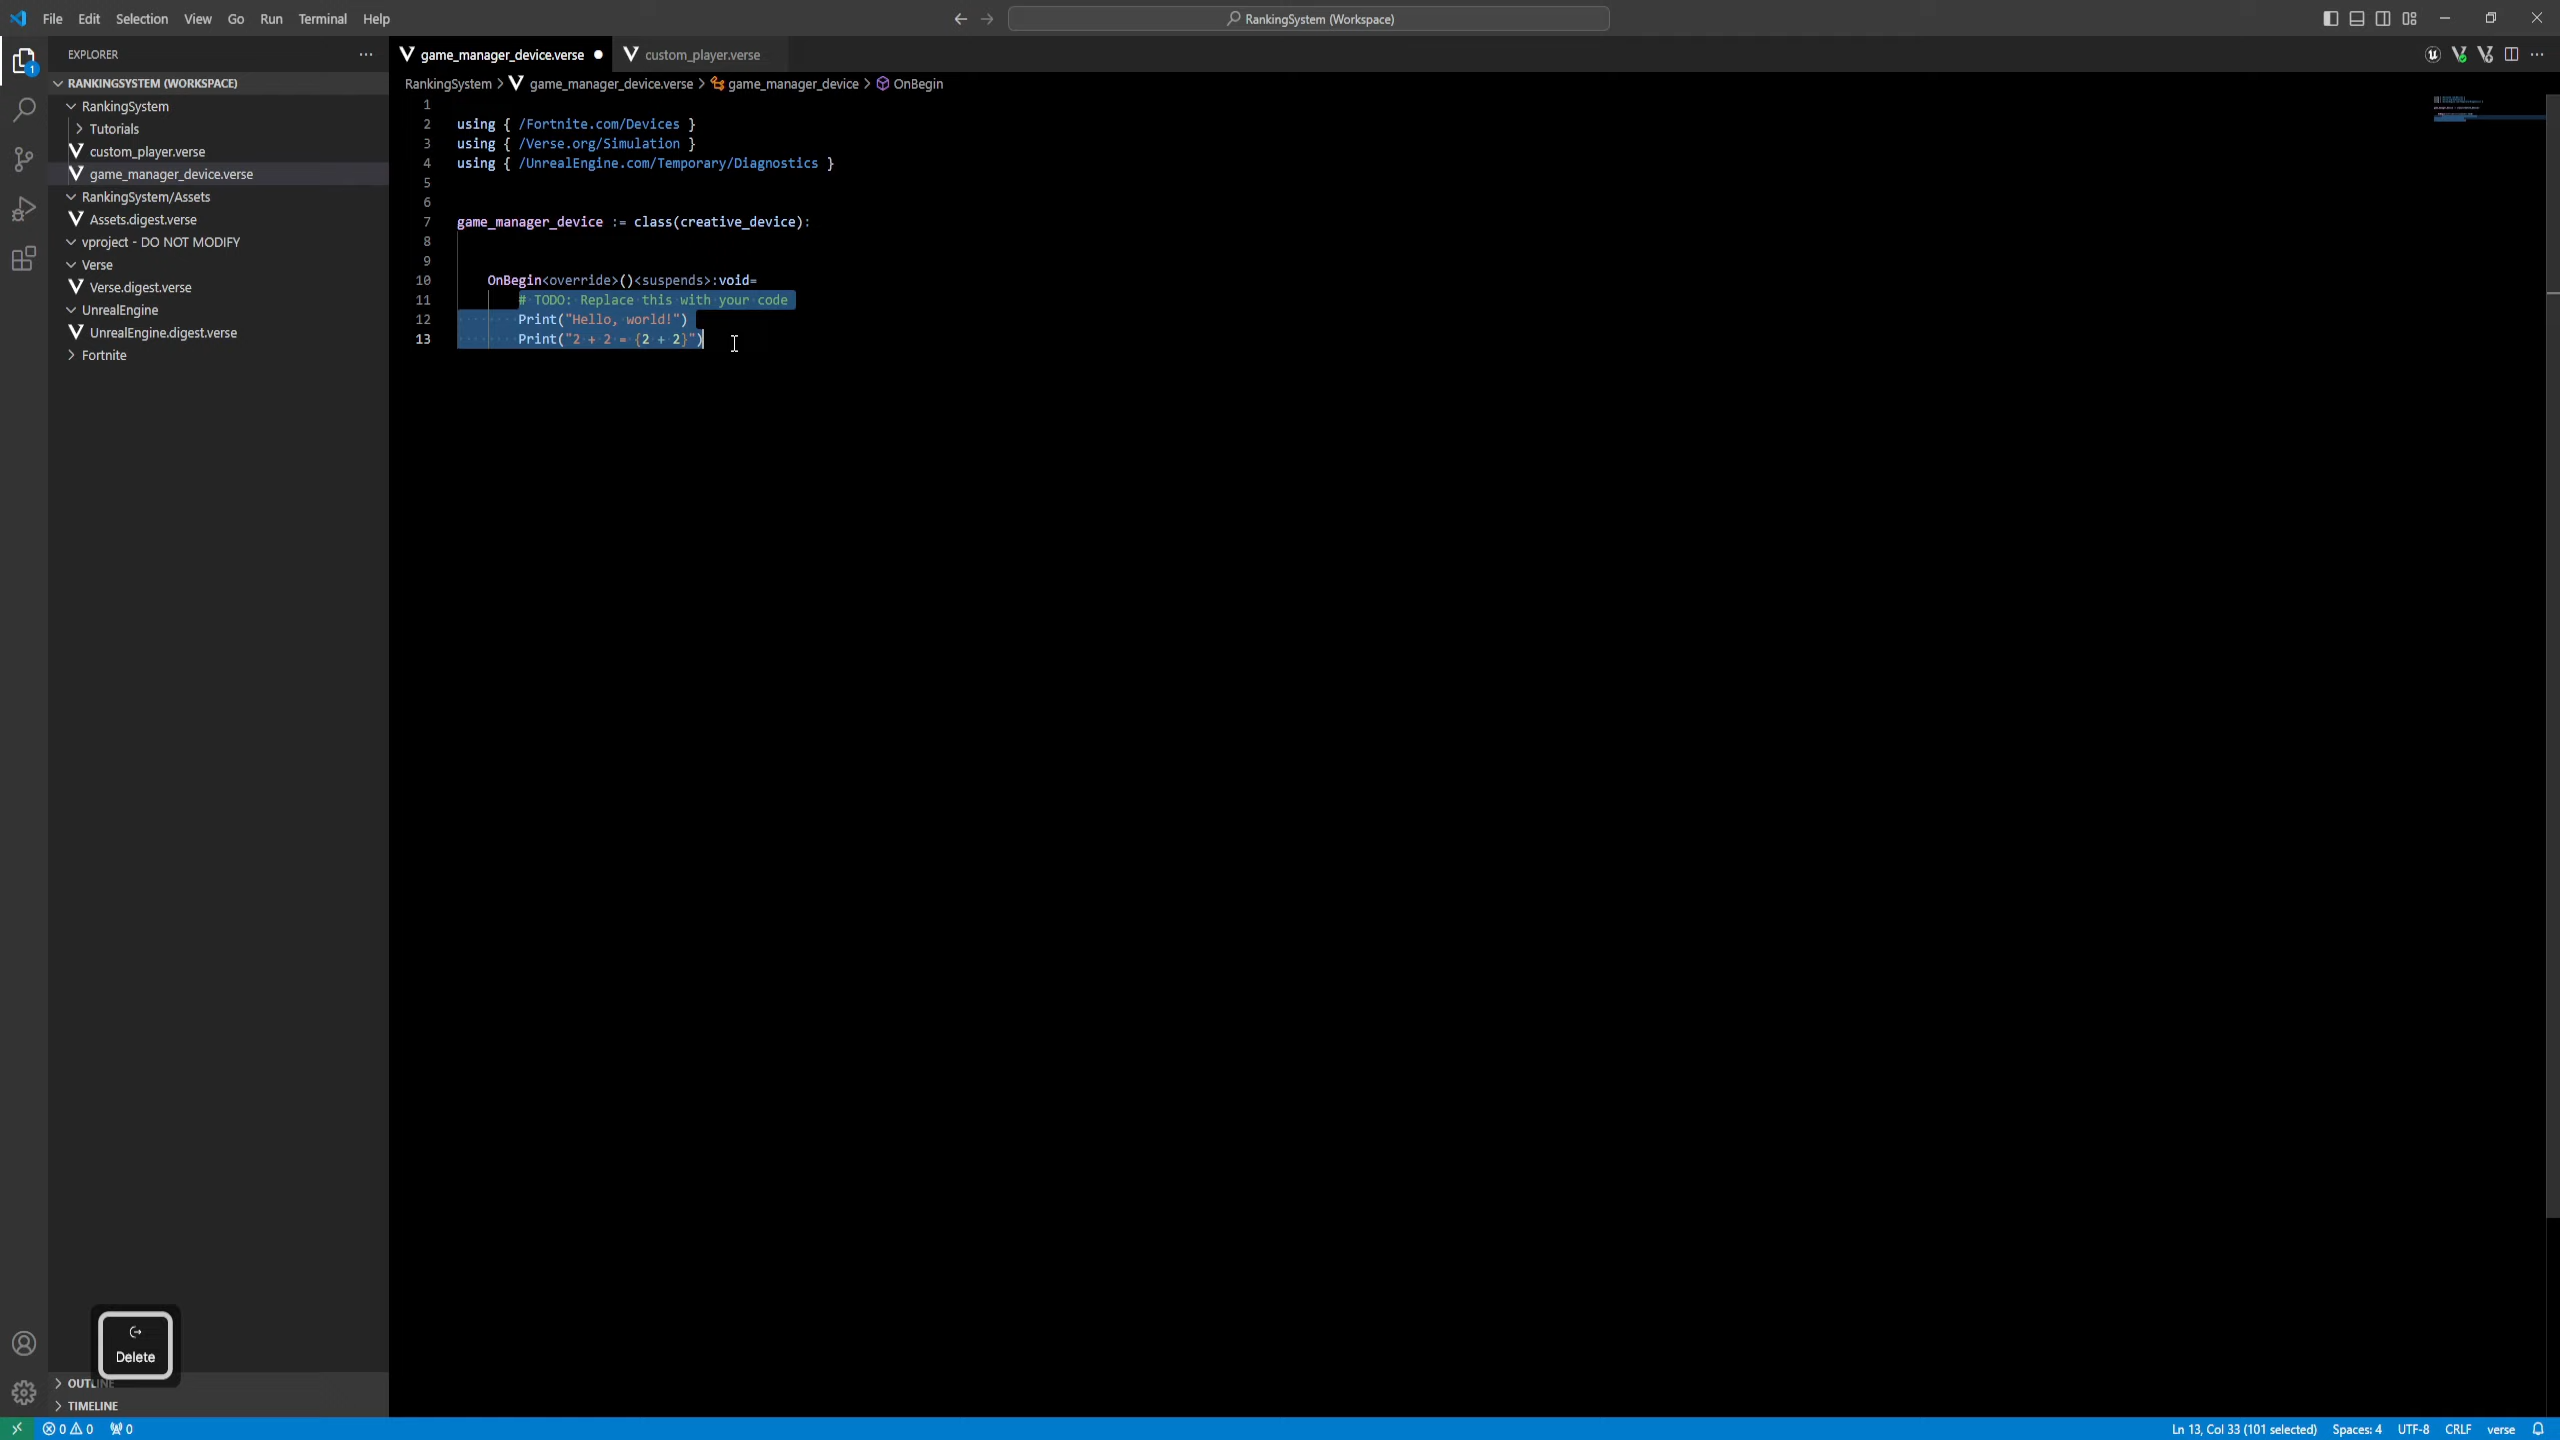 File Edit Selection View Go Run Terminal Help
RankingSystem (Workspace)
EXPLORER
RANKINGSYSTEM (WORKSPACE)
RankingSystem
Tutorials
custom_player.verse
game_manager_device.verse
RankingSystem/Assets
Assets.digest.verse
vproject - DO NOT MODIFY
Verse
Verse.digest.verse
UnrealEngine
UnrealEngine.digest.verse
Fortnite
game_manager_device.verse
custom_player.verse
RankingSystem > game_manager_device.verse > game_manager_device > OnBegin
1
2 using { /Fortnite.com/Devices }
3 using { /Verse.org/Simulation }
4 using { /UnrealEngine.com/Temporary/Diagnostics }
5
6
7 game_manager_device := class(creative_device):
8
9
10 OnBegin<override>()<suspends>:void=
11 # TODO: Replace this with your code
12 Print("Hello, world!")
13 Print("2 + 2 = {2 + 2}")
1
Delete
OUTLINE
TIMELINE
0 0 0
Ln 13, Col 33 (101 selected) Spaces: 4 UTF-8 CRLF verse